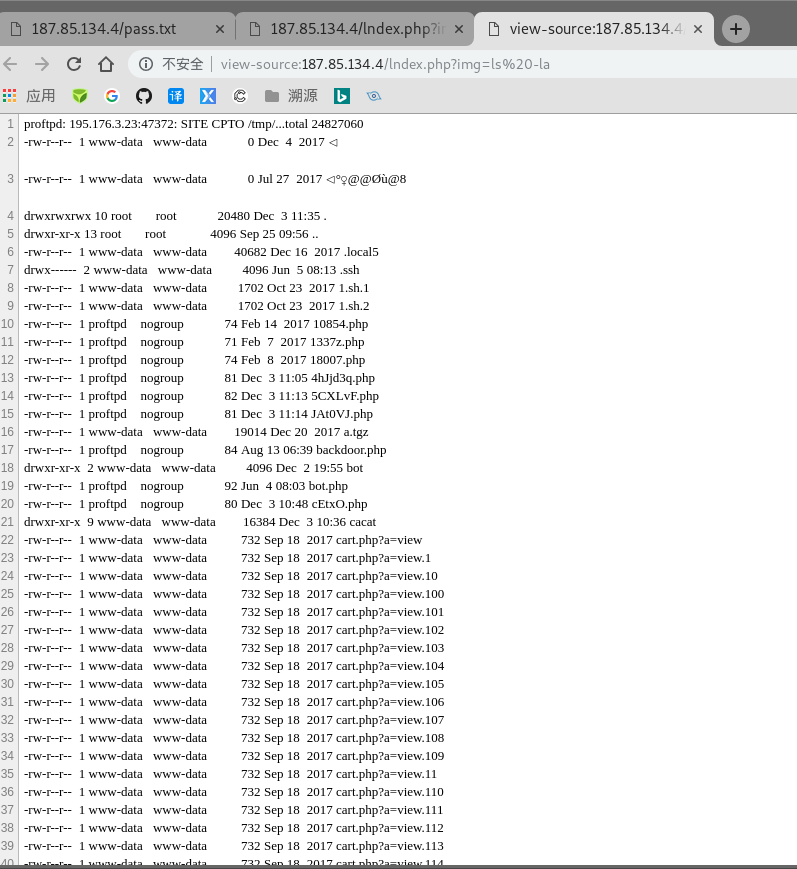 187.85.134.4/pass.txt ×
187.85.134.4/lndex.php?i ×
view-source:187.85.134.4 ×
不安全 view-source:187.85.134.4/lndex.php?img=ls%20-la
应用 G 译 X C 溯源 b
1 proftpd: 195.176.3.23:47372: SITE CPTO /tmp/...total 24827060
2 -rw-r--r-- 1 www-data www-data 0 Dec 4 2017 ◁
3 -rw-r--r-- 1 www-data www-data 0 Jul 27 2017 ◁°♀@@Øù@8
4 drwxrwxrwx 10 root root 20480 Dec 3 11:35 .
5 drwxr-xr-x 13 root root 4096 Sep 25 09:56 ..
6 -rw-r--r-- 1 www-data www-data 40682 Dec 16 2017 .local5
7 drwx------ 2 www-data www-data 4096 Jun 5 08:13 .ssh
8 -rw-r--r-- 1 www-data www-data 1702 Oct 23 2017 1.sh.1
9 -rw-r--r-- 1 www-data www-data 1702 Oct 23 2017 1.sh.2
10 -rw-r--r-- 1 proftpd nogroup 74 Feb 14 2017 10854.php
11 -rw-r--r-- 1 proftpd nogroup 71 Feb 7 2017 1337z.php
12 -rw-r--r-- 1 proftpd nogroup 74 Feb 8 2017 18007.php
13 -rw-r--r-- 1 proftpd nogroup 81 Dec 3 11:05 4hJjd3q.php
14 -rw-r--r-- 1 proftpd nogroup 82 Dec 3 11:13 5CXLvF.php
15 -rw-r--r-- 1 proftpd nogroup 81 Dec 3 11:14 JAt0VJ.php
16 -rw-r--r-- 1 www-data www-data 19014 Dec 20 2017 a.tgz
17 -rw-r--r-- 1 proftpd nogroup 84 Aug 13 06:39 backdoor.php
18 drwxr-xr-x 2 www-data www-data 4096 Dec 2 19:55 bot
19 -rw-r--r-- 1 proftpd nogroup 92 Jun 4 08:03 bot.php
20 -rw-r--r-- 1 proftpd nogroup 80 Dec 3 10:48 cEtxO.php
21 drwxr-xr-x 9 www-data www-data 16384 Dec 3 10:36 cacat
22 -rw-r--r-- 1 www-data www-data 732 Sep 18 2017 cart.php?a=view
23 -rw-r--r-- 1 www-data www-data 732 Sep 18 2017 cart.php?a=view.1
24 -rw-r--r-- 1 www-data www-data 732 Sep 18 2017 cart.php?a=view.10
25 -rw-r--r-- 1 www-data www-data 732 Sep 18 2017 cart.php?a=view.100
26 -rw-r--r-- 1 www-data www-data 732 Sep 18 2017 cart.php?a=view.101
27 -rw-r--r-- 1 www-data www-data 732 Sep 18 2017 cart.php?a=view.102
28 -rw-r--r-- 1 www-data www-data 732 Sep 18 2017 cart.php?a=view.103
29 -rw-r--r-- 1 www-data www-data 732 Sep 18 2017 cart.php?a=view.104
30 -rw-r--r-- 1 www-data www-data 732 Sep 18 2017 cart.php?a=view.105
31 -rw-r--r-- 1 www-data www-data 732 Sep 18 2017 cart.php?a=view.106
32 -rw-r--r-- 1 www-data www-data 732 Sep 18 2017 cart.php?a=view.107
33 -rw-r--r-- 1 www-data www-data 732 Sep 18 2017 cart.php?a=view.108
34 -rw-r--r-- 1 www-data www-data 732 Sep 18 2017 cart.php?a=view.109
35 -rw-r--r-- 1 www-data www-data 732 Sep 18 2017 cart.php?a=view.11
36 -rw-r--r-- 1 www-data www-data 732 Sep 18 2017 cart.php?a=view.110
37 -rw-r--r-- 1 www-data www-data 732 Sep 18 2017 cart.php?a=view.111
38 -rw-r--r-- 1 www-data www-data 732 Sep 18 2017 cart.php?a=view.112
39 -rw-r--r-- 1 www-data www-data 732 Sep 18 2017 cart.php?a=view.113
40 -rw-r--r-- 1 www-data www-data 732 Sep 18 2017 cart.php?a=view.114